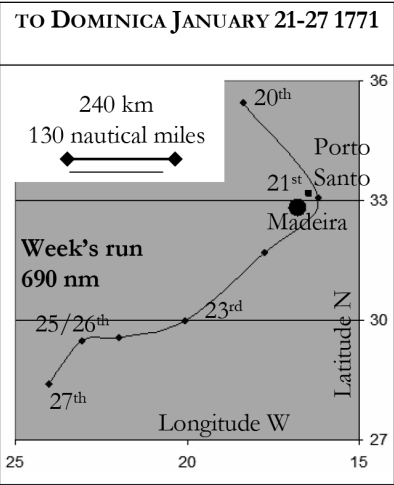 TO DOMINICA JANUARY 21-27 1771
36
240 km
130 nautical miles
20th
Porto
Santo
21st
33
Madeira
Week's run
690 nm
23rd
25/26th
30
27th
Latitude N
Longitude W
27
25
20
15